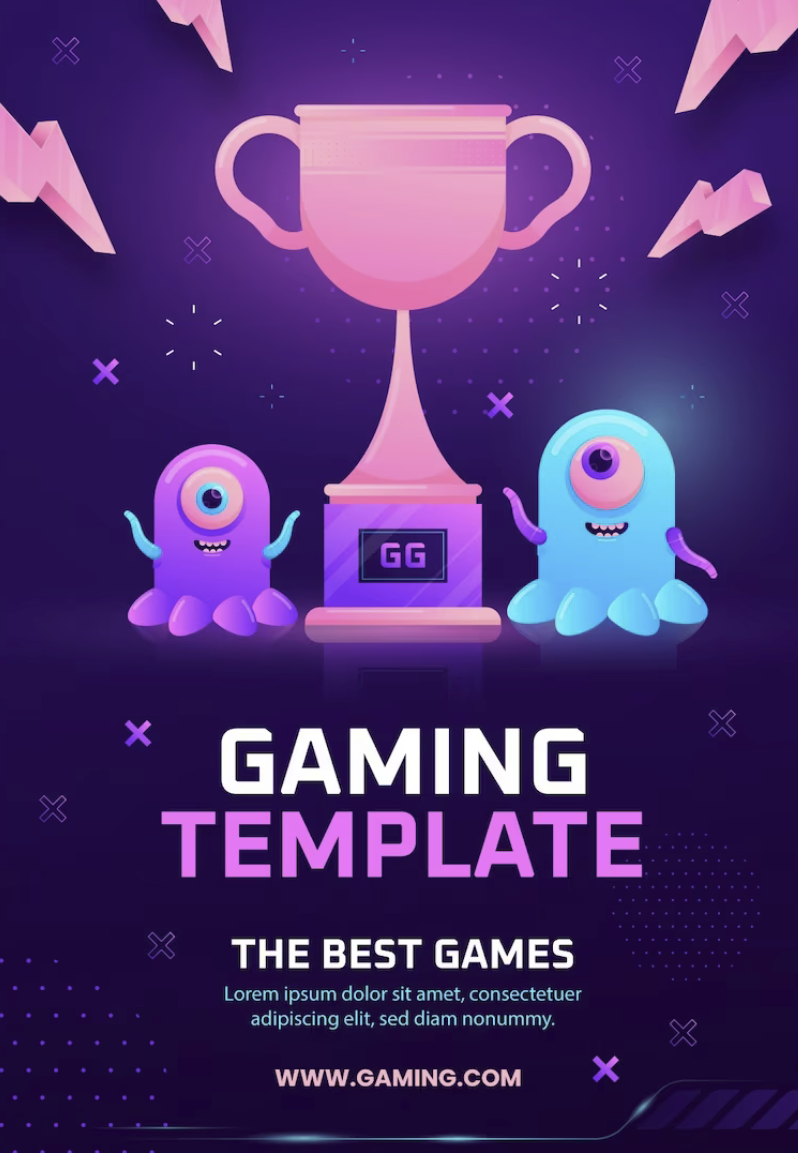 GG
GAMING
TEMPLATE
THE BEST GAMES
Lorem ipsum dolor sit amet, consectetuer
adipiscing elit, sed diam nonummy.
WWW.GAMING.COM